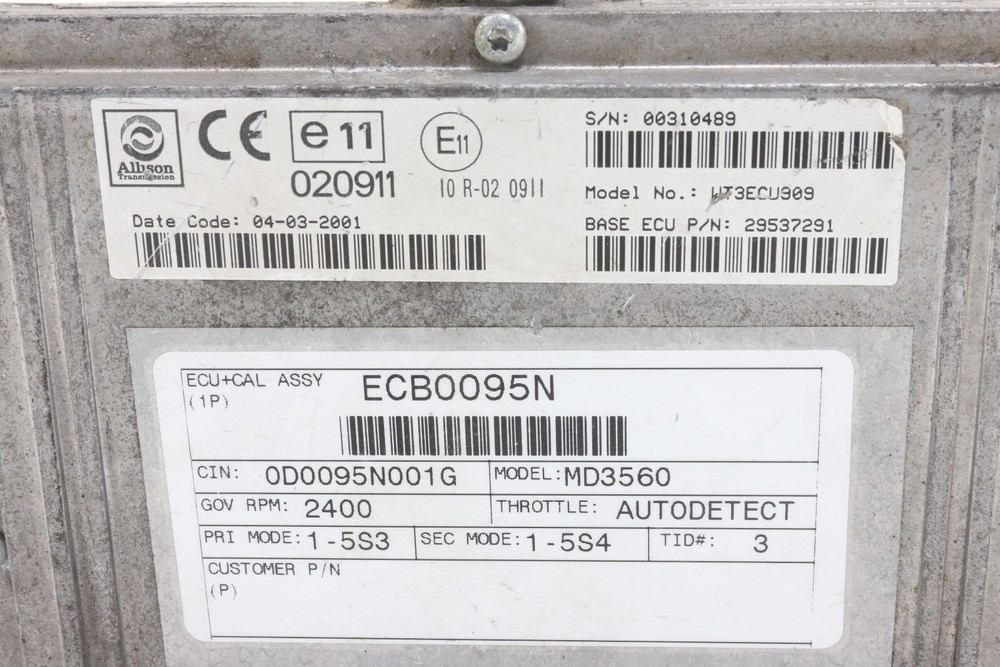 Allison
Transmission
CE
e11
020911
E11
10 R-02 0911
Date Code: 04-03-2001
S/N: 00310489
Model No.: WT3ECU909
BASE ECU P/N: 29537291
ECU+CAL ASSY ECB0095N
(1P)
CIN: 0D0095N001G MODEL: MD3560
GOV RPM: 2400 THROTTLE: AUTODETECT
PRI MODE: 1-5S3 SEC MODE: 1-5S4 TID#: 3
CUSTOMER P/N
(P)